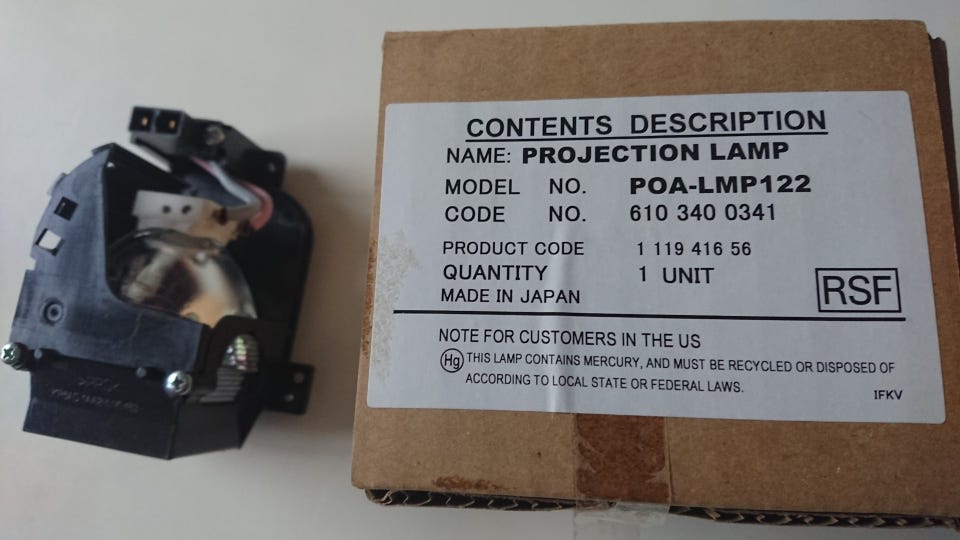 CONTENTS DESCRIPTION
NAME: PROJECTION LAMP
MODEL NO. POA-LMP122
CODE NO. 610 340 0341
PRODUCT CODE 1 119 416 56
QUANTITY 1 UNIT
MADE IN JAPAN
RSF
NOTE FOR CUSTOMERS IN THE US
Hg THIS LAMP CONTAINS MERCURY, AND MUST BE RECYCLED OR DISPOSED OF
ACCORDING TO LOCAL STATE OR FEDERAL LAWS.
IFKV